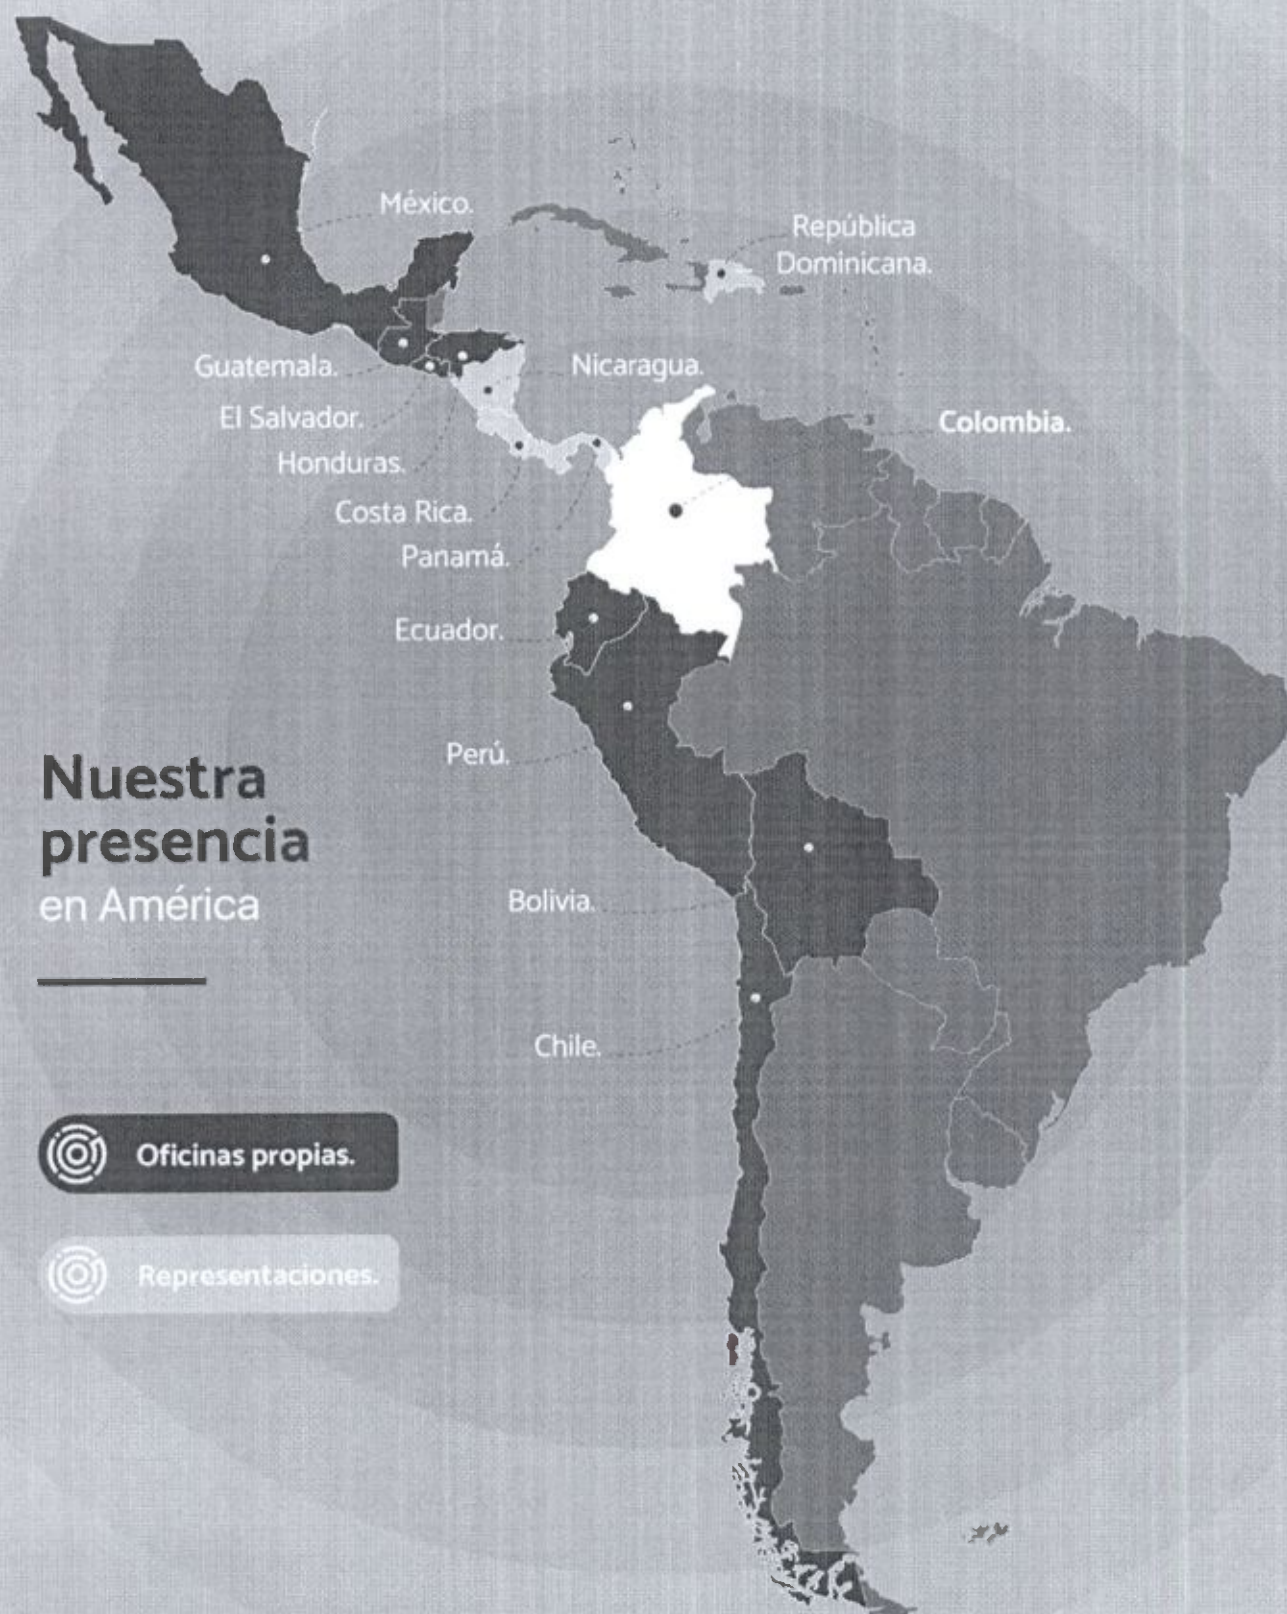 México.
República
Dominicana.
Guatemala.
Nicaragua.
El Salvador.
Colombia.
Honduras.
Costa Rica.
Panamá.
Ecuador.
Perú.
Nuestra
presencia
en América
Bolivia.
Chile.
Oficinas propias.
Representaciones.